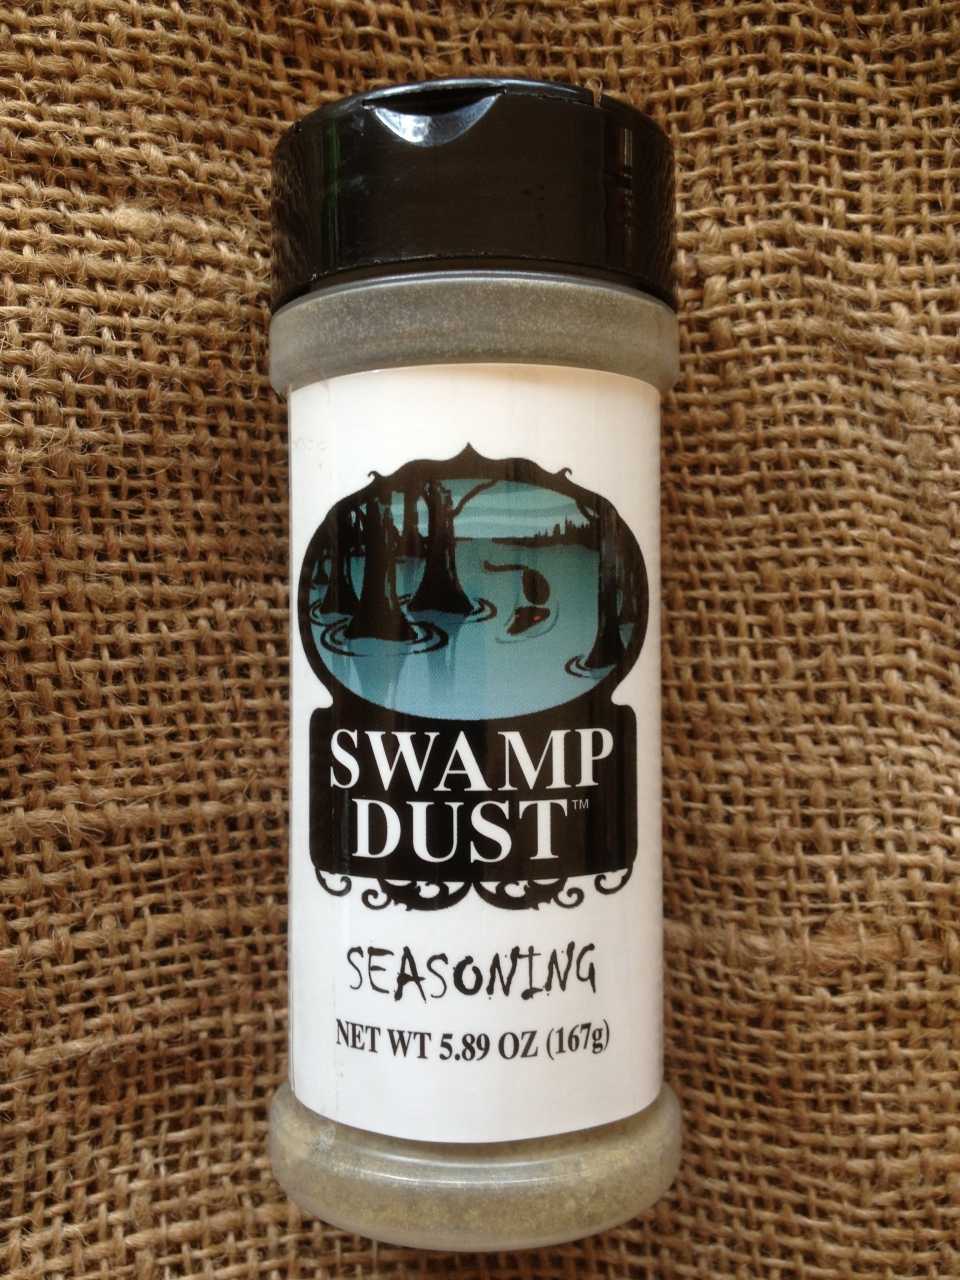 SWAMP
DUST™
SEASONING
NET WT 5.89 OZ (167g)